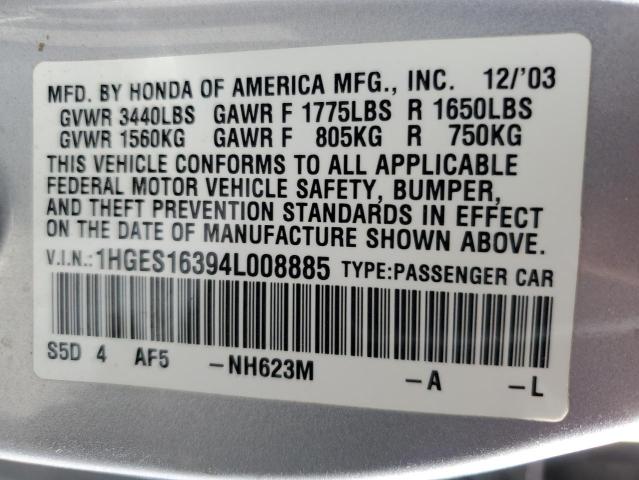 MFD. BY HONDA OF AMERICA MFG., INC. 12/'03
GVWR 3440LBS GAWR F 1775LBS R 1650LBS
GVWR 1560KG GAWR F 805KG R 750KG
THIS VEHICLE CONFORMS TO ALL APPLICABLE
FEDERAL MOTOR VEHICLE SAFETY, BUMPER,
AND THEFT PREVENTION STANDARDS IN EFFECT
ON THE DATE OF MANUFACTURE SHOWN ABOVE.
V.I.N.:1HGES16394L008885 TYPE:PASSENGER CAR
S5D 4 AF5 -NH623M -A -L